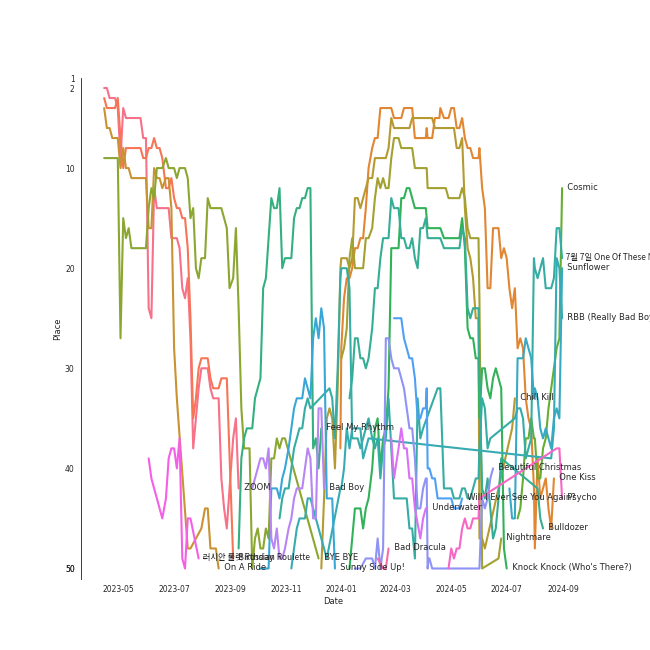 1
2
10
20
30
40
50
Place
Cosmic
7월 7일 One Of These N
Sunflower
RBB (Really Bad Boy
Chill Kill
Feel My Rhythm
Beautiful Christmas
One Kiss
ZOOM
Bad Boy
Will I Ever See You Again?
Psycho
Underwater
Bulldozer
Nightmare
Bad Dracula
러시안 룰렛 Russian Roulette
BYE BYE
On A Ride
Sunny Side Up!
Knock Knock (Who's There?)
2023-05
2023-07
2023-09
2023-11
2024-01
2024-03
2024-05
2024-07
2024-09
Date